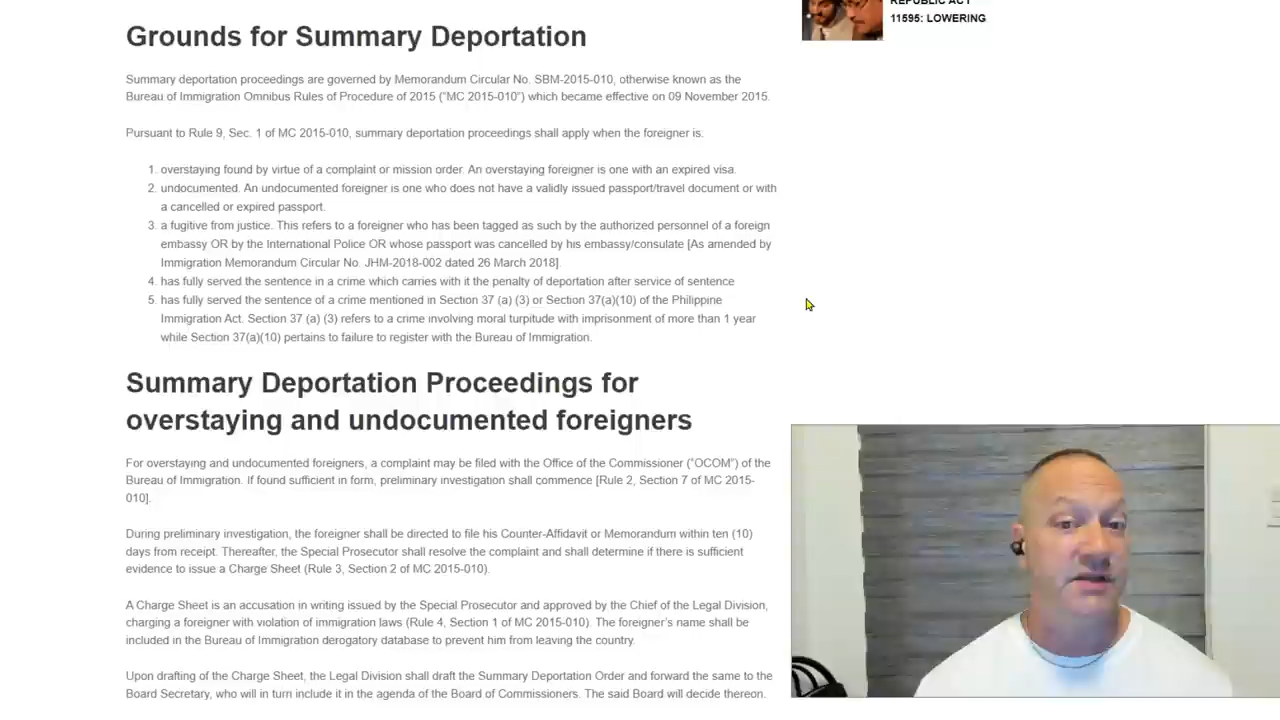 REPUBLIC ACT
11595: LOWERING
Grounds for Summary Deportation
Summary deportation proceedings are governed by Memorandum Circular No. SBM-2015-010, otherwise known as the
Bureau of Immigration Omnibus Rules of Procedure of 2015 (“MC 2015-010”) which became effective on 09 November 2015.
Pursuant to Rule 9, Sec. 1 of MC 2015-010, summary deportation proceedings shall apply when the foreigner is.
1. overstaying found by virtue of a complaint or mission order. An overstaying foreigner is one with an expired visa.
2. undocumented. An undocumented foreigner is one who does not have a validly issued passport/travel document or with
a cancelled or expired passport.
3. a fugitive from justice. This refers to a foreigner who has been tagged as such by the authorized personnel of a foreign
embassy OR by the International Police OR whose passport was cancelled by his embassy/consulate [As amended by
Immigration Memorandum Circular No. JHM-2018-002 dated 26 March 2018].
4. has fully served the sentence in a crime which carries with it the penalty of deportation after service of sentence
5. has fully served the sentence of a crime mentioned in Section 37 (a) (3) or Section 37(a)(10) of the Philippine
Immigration Act. Section 37 (a) (3) refers to a crime involving moral turpitude with imprisonment of more than 1 year
while Section 37(a)(10) pertains to failure to register with the Bureau of Immigration.
Summary Deportation Proceedings for
overstaying and undocumented foreigners
For overstaying and undocumented foreigners, a complaint may be filed with the Office of the Commissioner (“OCOM”) of the
Bureau of Immigration. If found sufficient in form, preliminary investigation shall commence [Rule 2, Section 7 of MC 2015-
010].
During preliminary investigation, the foreigner shall be directed to file his Counter-Affidavit or Memorandum within ten (10)
days from receipt. Thereafter, the Special Prosecutor shall resolve the complaint and shall determine if there is sufficient
evidence to issue a Charge Sheet (Rule 3, Section 2 of MC 2015-010).
A Charge Sheet is an accusation in writing issued by the Special Prosecutor and approved by the Chief of the Legal Division,
charging a foreigner with violation of immigration laws (Rule 4, Section 1 of MC 2015-010). The foreigner’s name shall be
included in the Bureau of Immigration derogatory database to prevent him from leaving the country.
Upon drafting of the Charge Sheet, the Legal Division shall draft the Summary Deportation Order and forward the same to the
Board Secretary, who will in turn include it in the agenda of the Board of Commissioners. The said Board will decide thereon.